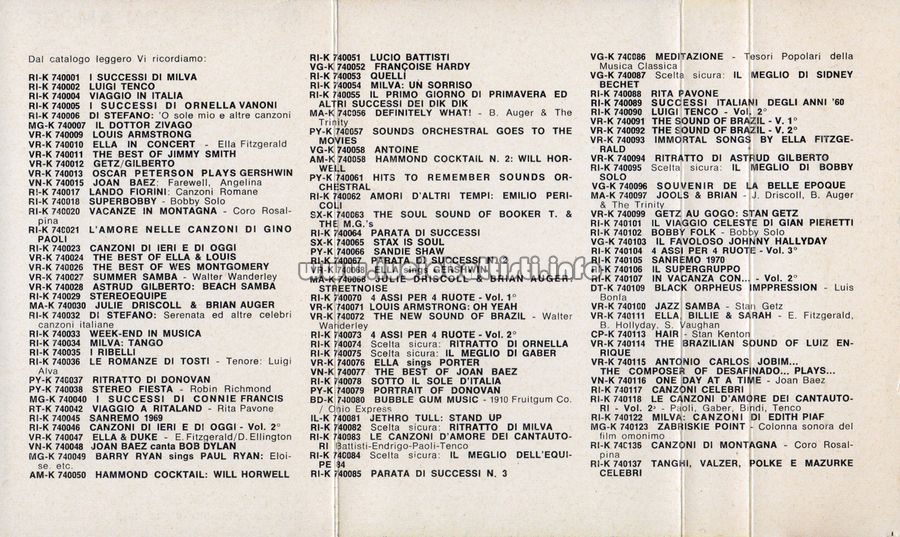 Dal catalogo leggero Vi ricordiamo:
RI-K 740001 I SUCCESSI DI MILVA
RI-K 740002 LUIGI TENCO
RI-K 740004 VIAGGIO IN ITALIA
RI-K 740005 I SUCCESSI DI ORNELLA VANONI
RI-K 740006 DI STEFANO: 'O sole mio e altre canzoni
MG-K 740007 IL DOTTOR ZIVAGO
VR-K 740009 LOUIS ARMSTRONG
VR-K 740010 ELLA IN CONCERT - Ella Fitzgerald
VR-K 740011 THE BEST OF JIMMY SMITH
VR-K 740012 GETZ/GILBERTO
VR-K 740013 OSCAR PETERSON PLAYS GERSHWIN
VN-K 740015 JOAN BAEZ: Farewell, Angelina
RI-K 740017 LANDO FIORINI: Canzoni Romane
RI-K 740018 SUPERBOBBY - Bobby Solo
RI-K 740020 VACANZE IN MONTAGNA - Coro Rosal-
pina
RI-K 740021 L'AMORE NELLE CANZONI DI GINO
PAOLI
RI-K 740023 CANZONI DI IERI E DI OGGI
VR-K 740024 THE BEST OF ELLA & LOUIS
VR-K 740026 THE BEST OF WES MONTGOMERY
VR-K 740027 SUMMER SAMBA - Walter Wanderley
VR-K 740028 ASTRUD GILBERTO: BEACH SAMBA
RI-K 740029 STEREOEQUIPE
MA-K 740030 JULIE DRISCOLL & BRIAN AUGER
RI-K 740032 DI STEFANO: Serenata ed altre celebri
canzoni italiane
RI-K 740033 WEEK-END IN MUSICA
RI-K 740034 MILVA: TANGO
RI-K 740035 I RIBELLI
RI-K 740036 LE ROMANZE DI TOSTI - Tenore: Luigi
Alva
PY-K 740037 RITRATTO DI DONOVAN
PY-K 740038 STEREO FIESTA - Robin Richmond
MG-K 740040 I SUCCESSI DI CONNIE FRANCIS
RT-K 740042 VIAGGIO A RITALAND - Rita Pavone
RI-K 740045 SANREMO 1969
RI-K 740046 CANZONI DI IERI E DI OGGI - Vol. 2°
VR-K 740047 ELLA & DUKE - E. Fitzgerald/D.Ellington
VN-K 740048 JOAN BAEZ canta BOB DYLAN
MG-K 740049 BARRY RYAN sings PAUL RYAN: Eloi-
se. etc.
AM-K 740050 HAMMOND COCKTAIL: WILL HORWELL
RI-K 740051 LUCIO BATTISTI
VG-K 740052 FRANÇOISE HARDY
RI-K 740053 QUELLI
RI-K 740054 MILVA: UN SORRISO
RI-K 740055 IL PRIMO GIORNO DI PRIMAVERA ED
ALTRI SUCCESSI DEI DIK DIK
MA-K 740056 DEFINITELY WHAT! - B. Auger & The
Trinity
PY-K 740057 SOUNDS ORCHESTRAL GOES TO THE
MOVIES
VG-K 740058 ANTOINE
AM-K 740058 HAMMOND COCKTAIL N. 2: WILL HOR-
WELL
PY-K 740061 HITS TO REMEMBER SOUNDS OR-
CHESTRAL
RI-K 740062 AMORI D'ALTRI TEMPI: EMILIO PERI-
COLI
SX-K 740063 THE SOUL SOUND OF BOOKER T. &
THE M.G.'s
RI-K 740064 PARATA DI SUCCESSI
SX-K 740065 STAX IS SOUL
PY-K 740066 SANDIE SHAW
RI-K 740067 PARATA DI SUCCESSI N. 2
740068 sings GERSHWIN
www.musicaltristi.info
MA-K 740068 JULIE DRISCOLL & BRIAN AUGER:
STREETNOISE
RI-K 740070 4 ASSI PER 4 RUOTE - Vol. 1°
VR-K 740071 LOUIS ARMSTRONG: OH YEAH
VR-K 740072 THE NEW SOUND OF BRAZIL - Walter
Wanderley
RI-K 740073 4 ASSI PER 4 RUOTE - Vol. 2°
RI-K 740074 Scelta sicura: RITRATTO DI ORNELLA
RI-K 740075 Scelta sicura: IL MEGLIO DI GABER
VR-K 740076 ELLA sings PORTER
VN-K 740077 THE BEST OF JOAN BAEZ
RI-K 740078 SOTTO IL SOLE D'ITALIA
PY-K 740079 PORTRAIT OF DONOVAN
BD-K 740080 BUBBLE GUM MUSIC - 1910 Fruitgum Co.
/ Ohio Express
IL-K 740081 JETHRO TULL: STAND UP
RI-K 740082 Scelta sicura: RITRATTO DI MILVA
RI-K 740083 LE CANZONI D'AMORE DEI CANTAUTO-
RI Battisti-Endrigo-Paoli-Tenco
RI-K 740084 Scelta sicura: IL MEGLIO DELL'EQUI-
PE 84
RI-K 740085 PARATA DI SUCCESSI N. 3
VG-K 740086 MEDITAZIONE - Tesori Popolari della
Musica Classica
VG-K 740087 Scelta sicura: IL MEGLIO DI SIDNEY
BECHET
RI-K 740088 RITA PAVONE
RI-K 740089 SUCCESSI ITALIANI DEGLI ANNI '60
RI-K 740090 LUIGI TENCO - Vol. 2°
VR-K 740091 THE SOUND OF BRAZIL - V. 1°
VR-K 740092 THE SOUND OF BRAZIL - V. 2°
VR-K 740093 IMMORTAL SONGS BY ELLA FITZGE-
RALD
VR-K 740094 RITRATTO DI ASTRUD GILBERTO
RI-K 740095 Scelta sicura: IL MEGLIO DI BOBBY
SOLO
VG-K 740096 SOUVENIR DE LA BELLE EPOQUE
MA-K 740097 JOOLS & BRIAN - J. Driscoll, B. Auger
& The Trinity
VR-K 740099 GETZ AU GOGO: STAN GETZ
RI-K 740101 IL VIAGGIO CELESTE DI GIAN PIERETTI
RI-K 740102 BOBBY FOLK - Bobby Solo
VG-K 740103 IL FAVOLOSO JOHNNY HALLYDAY
RI-K 740104 4 ASSI PER 4 RUOTE - Vol. 3°
RI-K 740105 SANREMO 1970
RI-K 740106 IL SUPERGRUPPO
RI-K 740107 IN VACANZA CON... - Vol. 2°
DT-K 740109 BLACK ORPHEUS IMPRESSION - Luis
Bonfa
VR-K 740100 JAZZ SAMBA - Stan Getz
VR-K 740111 ELLA, BILLIE & SARAH - E. Fitzgerald,
B. Hollyday, S. Vaughan
CP-K 740113 HAIR - Stan Kenton
VR-K 740114 THE BRAZILIAN SOUND OF LUIZ EN-
RIQUE
VR-K 740115 ANTONIO CARLOS JOBIM...
THE COMPOSER OF DESAFINADO... PLAYS...
VN-K 740116 ONE DAY AT A TIME - Joan Baez
RI-K 740117 CANZONI CELEBRI
RI-K 740118 LE CANZONI D'AMORE DEI CANTAUTO-
RI - Vol. 2° - Paoli, Gaber, Bindi, Tenco
RI-K 740122 MILVA: CANZONI DI EDITH PIAF
MG-K 740123 ZABRISKIE POINT - Colonna sonora del
film omonimo
RI-K 740136 CANZONI DI MONTAGNA - Coro Rosal-
pina
RI-K 740137 TANGHI, VALZER, POLKE E MAZURKE
CELEBRI